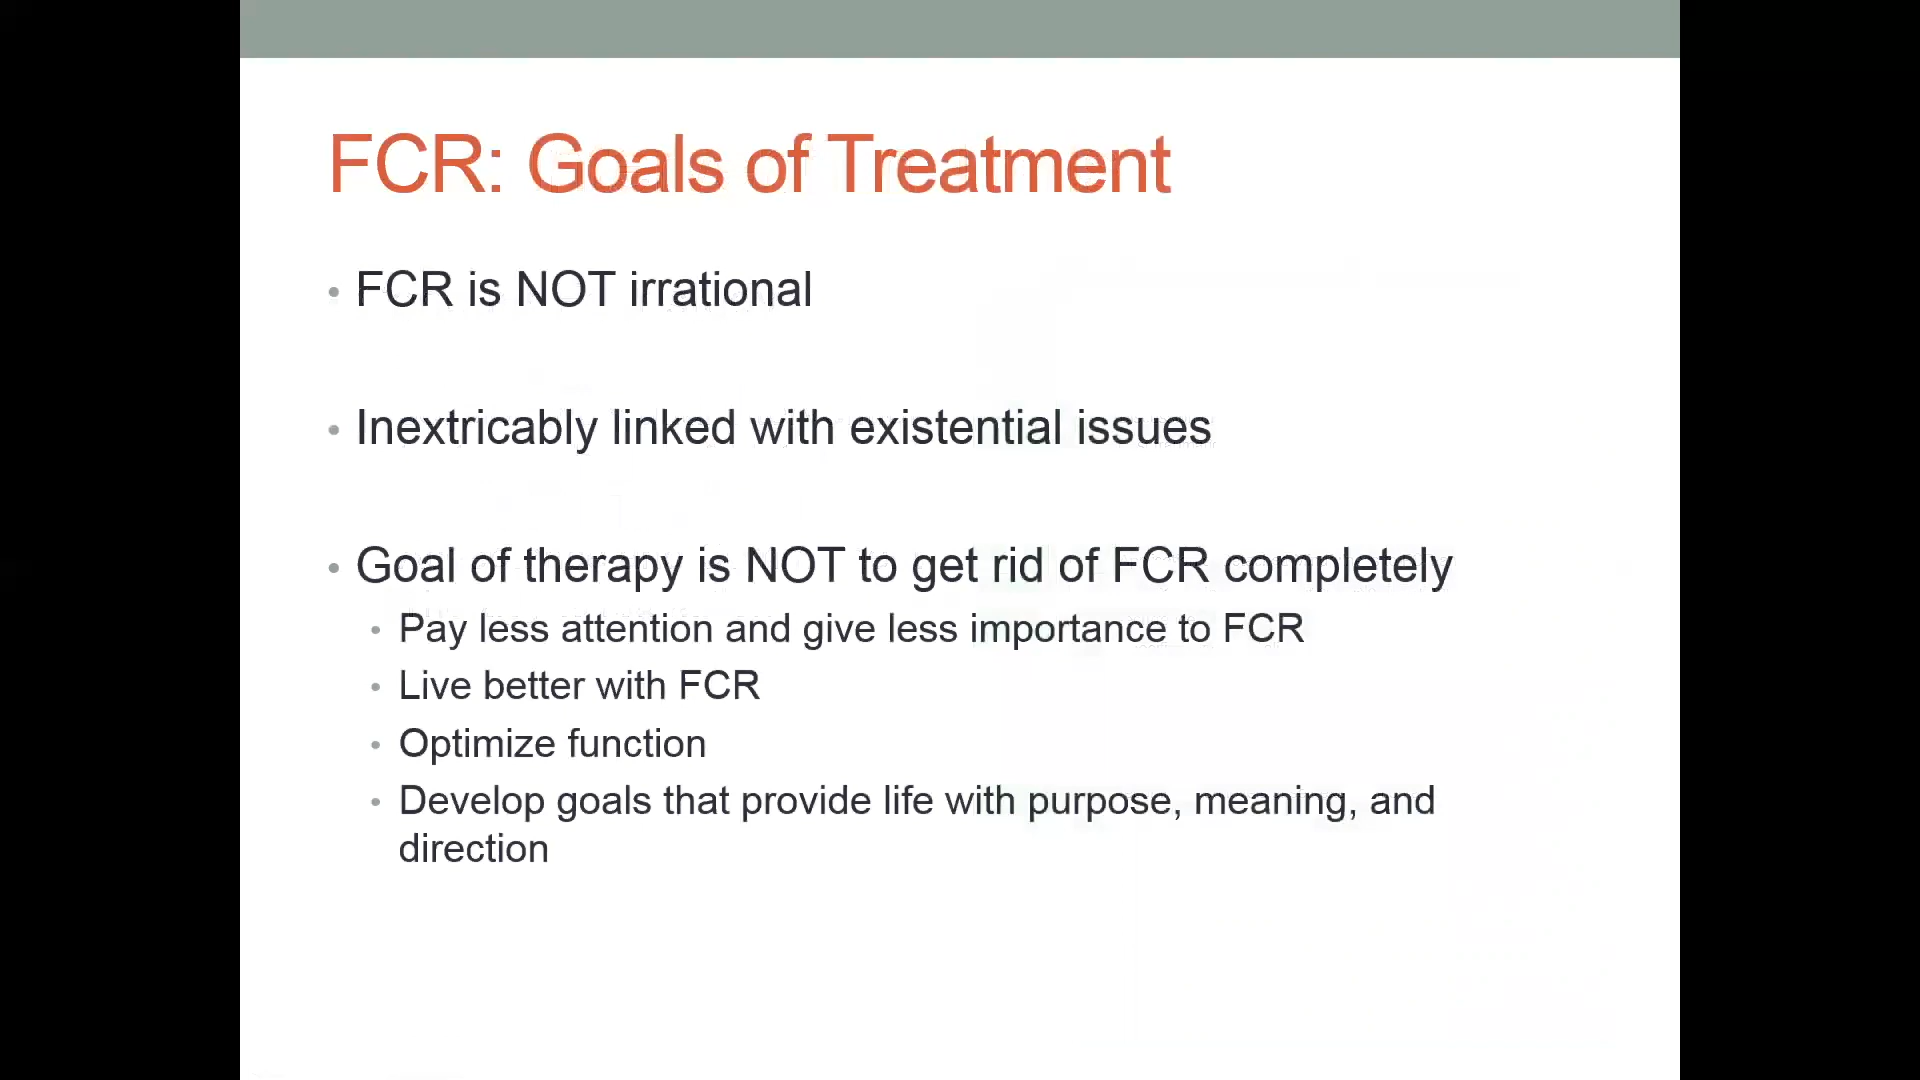 FCR: Goals of Treatment
• FCR is NOT irrational
• Inextricably linked with existential issues
• Goal of therapy is NOT to get rid of FCR completely
• Pay less attention and give less importance to FCR
• Live better with FCR
• Optimize function
• Develop goals that provide life with purpose, meaning, and
direction